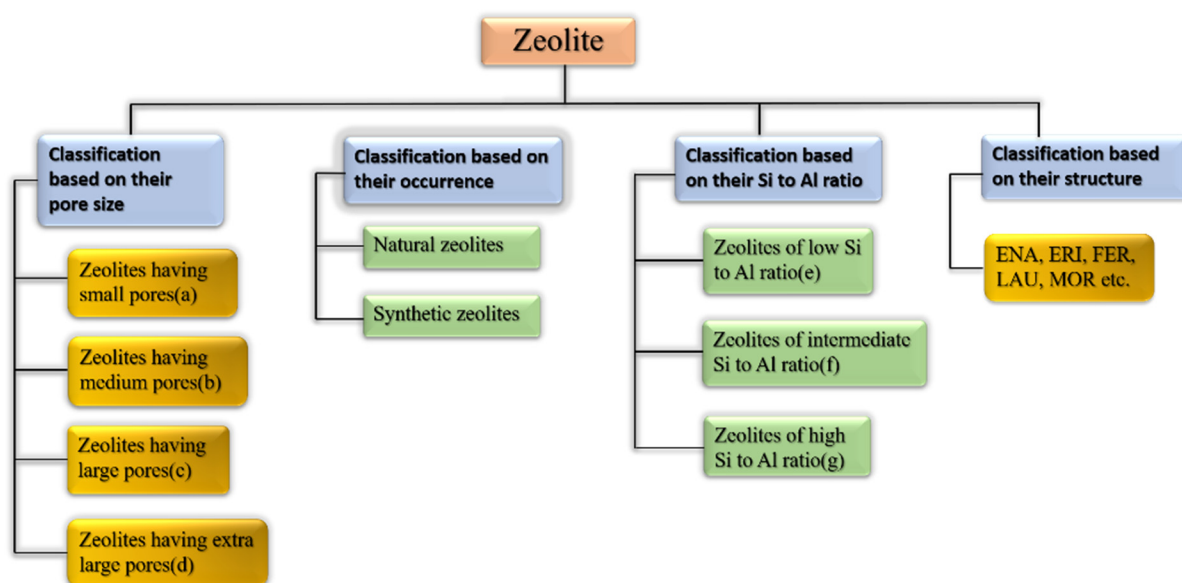 Zeolite
Classification
based on their
pore size
Zeolites having
small pores(a)
Zeolites having
medium pores(b)
Zeolites having
large pores(c)
Zeolites having extra
large pores(d)
Classification based on
their occurrence
Natural zeolites
Synthetic zeolites
Classification based
on their Si to Al ratio
Zeolites of low Si
to Al ratio(e)
Zeolites of intermediate
Si to Al ratio(f)
Zeolites of high
Si to Al ratio(g)
Classification based
on their structure
ENA, ERI, FER,
LAU, MOR etc.